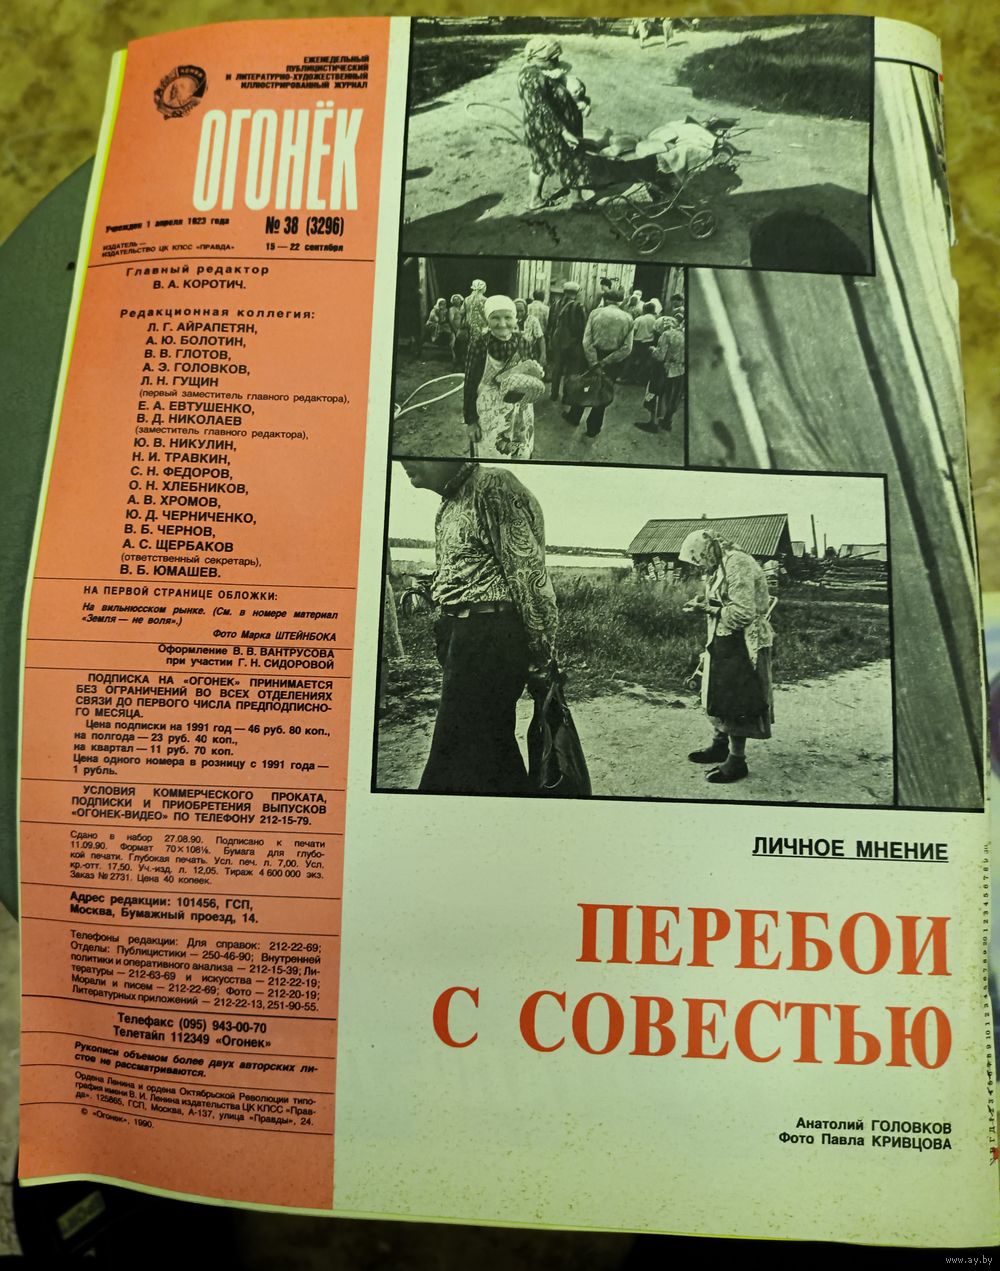 ЕЖЕНЕДЕЛЬНЫЙ
ПУБЛИЦИСТИЧЕСКИЙ
И ЛИТЕРАТУРНО-ХУДОЖЕСТВЕННЫЙ
ИЛЛЮСТРИРОВАННЫЙ ЖУРНАЛ
ОГОНЁК
Учрежден 1 апреля 1923 года
№ 38 (3296)
ИЗДАТЕЛЬ —
ИЗДАТЕЛЬСТВО ЦК КПСС «ПРАВДА»
15 — 22 сентября
Главный редактор
В. А. КОРОТИЧ.
Редакционная коллегия:
Л. Г. АЙРАПЕТЯН,
А. Ю. БОЛОТИН,
В. В. ГЛОТОВ,
А. Э. ГОЛОВКОВ,
Л. Н. ГУЩИН
(первый заместитель главного редактора),
Е. А. ЕВТУШЕНКО,
В. Д. НИКОЛАЕВ
(заместитель главного редактора),
Ю. В. НИКУЛИН,
Н. И. ТРАВКИН,
С. Н. ФЕДОРОВ,
О. Н. ХЛЕБНИКОВ,
А. В. ХРОМОВ,
Ю. Д. ЧЕРНИЧЕНКО,
В. Б. ЧЕРНОВ,
А. С. ЩЕРБАКОВ
(ответственный секретарь),
В. Б. ЮМАШЕВ.
НА ПЕРВОЙ СТРАНИЦЕ ОБЛОЖКИ:
На вильнюсском рынке. (См. в номере материал
«Земля — не воля».)
Фото Марка ШТЕЙНБОКА
Оформление В. В. ВАНТРУСОВА
при участии Г. Н. СИДОРОВОЙ
ПОДПИСКА НА «ОГОНЕК» ПРИНИМАЕТСЯ
БЕЗ ОГРАНИЧЕНИЙ ВО ВСЕХ ОТДЕЛЕНИЯХ
СВЯЗИ ДО ПЕРВОГО ЧИСЛА ПРЕДПОДПИСНО-
ГО МЕСЯЦА.
Цена подписки на 1991 год — 46 руб. 80 коп.,
на полгода — 23 руб. 40 коп.,
на квартал — 11 руб. 70 коп.
Цена одного номера в розницу с 1991 года —
1 рубль.
УСЛОВИЯ КОММЕРЧЕСКОГО ПРОКАТА,
ПОДПИСКИ И ПРИОБРЕТЕНИЯ ВЫПУСКОВ
«ОГОНЕК-ВИДЕО» ПО ТЕЛЕФОНУ 212-15-79.
Сдано в набор 27.08.90. Подписано к печати
11.09.90. Формат 70×108⅛. Бумага для глубо-
кой печати. Глубокая печать. Усл. печ. л. 7,00. Усл.
кр.-отт. 17,50. Уч.-изд. л. 12,05. Тираж 4 600 000 экз.
Заказ № 2731. Цена 40 копеек.
Адрес редакции: 101456, ГСП,
Москва, Бумажный проезд, 14.
Телефоны редакции: Для справок: 212-22-69;
Отделы: Публицистики — 250-46-90; Внутренней
политики и оперативного анализа — 212-15-39; Ли-
тературы — 212-63-69 и искусства — 212-22-19;
Морали и писем — 212-22-69; Фото — 212-20-19;
Литературных приложений — 212-22-13, 251-90-55.
Телефакс (095) 943-00-70
Телетайп 112349 «Огонек»
Рукописи объемом более двух авторских ли-
стов не рассматриваются.
Ордена Ленина и ордена Октябрьской Революции типо-
графия имени В. И. Ленина издательства ЦК КПСС «Прав-
да». 125865, ГСП, Москва, А-137, улица «Правды», 24.
© «Огонек», 1990.
ЛИЧНОЕ МНЕНИЕ
ПЕРЕБОИ
С СОВЕСТЬЮ
Анатолий ГОЛОВКОВ
Фото Павла КРИВЦОВА
www.ay.by